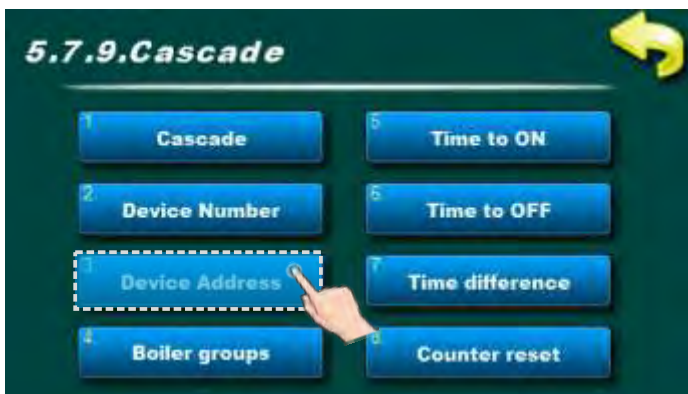 5.7.9.Cascade
1
Cascade
2
Device Number
3
Device Address
4
Boiler groups
5
Time to ON
6
Time to OFF
7
Time difference
8
Counter reset